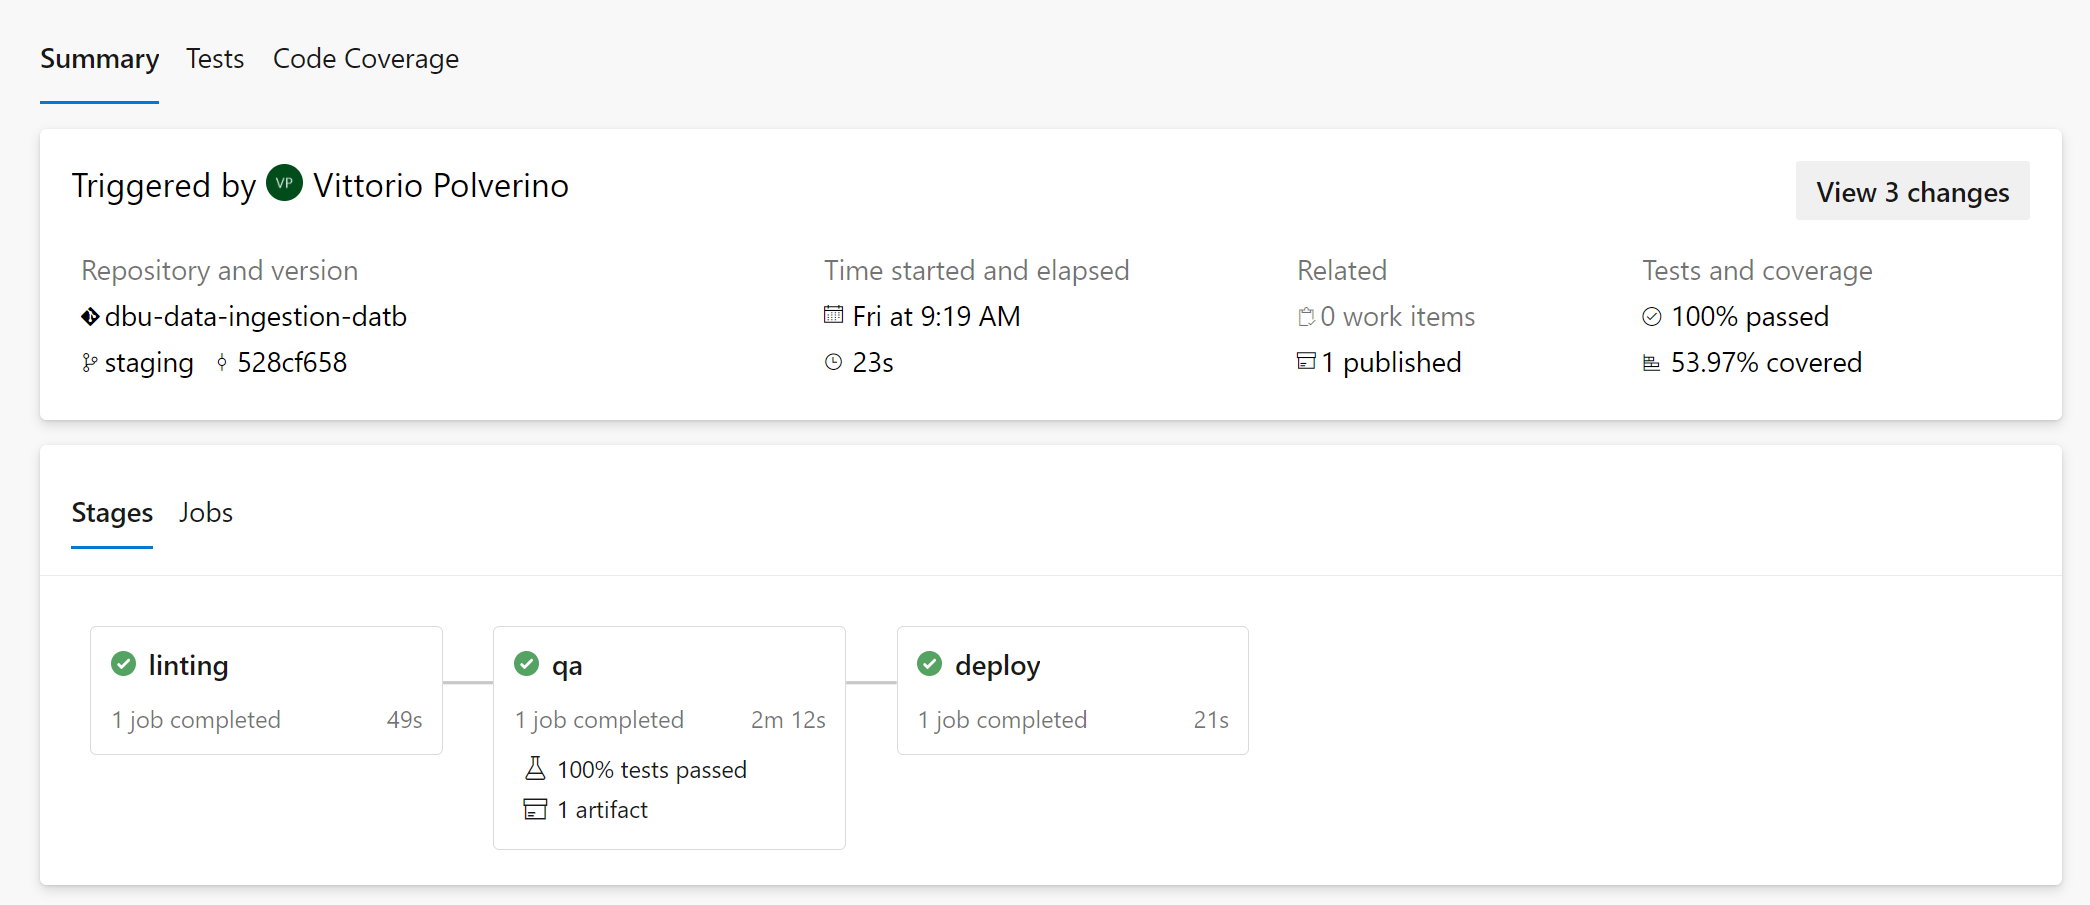 Summary Tests Code Coverage
Triggered by VP Vittorio Polverino
View 3 changes
Repository and version
dbu-data-ingestion-datb
staging 528cf658
Time started and elapsed
Fri at 9:19 AM
23s
Related
0 work items
1 published
Tests and coverage
100% passed
53.97% covered
Stages Jobs
linting
1 job completed 49s
qa
1 job completed 2m 12s
100% tests passed
1 artifact
deploy
1 job completed 21s